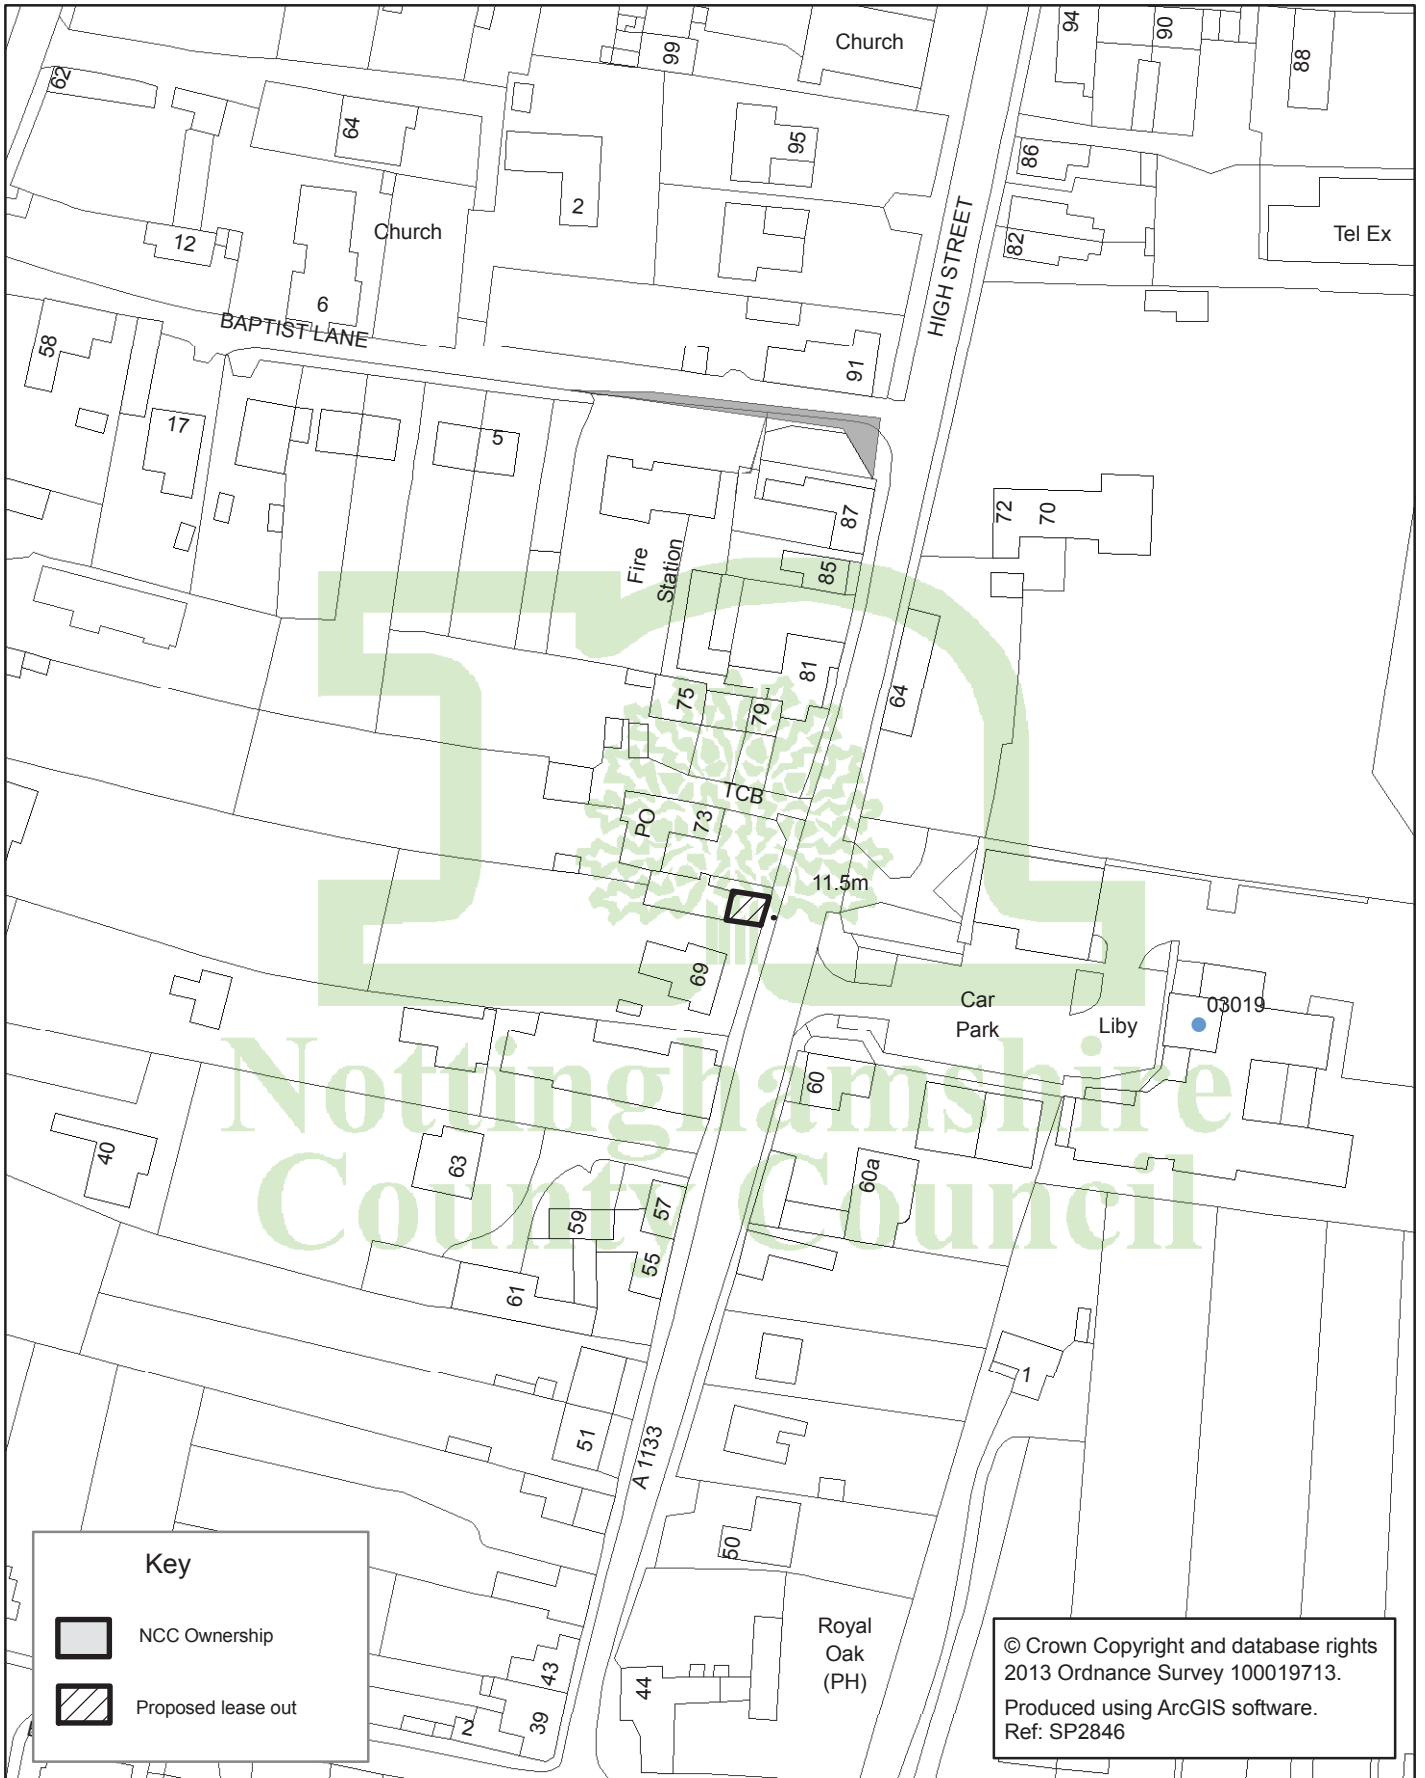 94
90
88
Church
99
62
64
95
86
2
Church
12
HIGH STREET
82
Tel Ex
6
BAPTIST LANE
58
91
17
5
72
70
87
Fire
Station
85
81
64
75
79
TCB
PO
73
11.5m
69
Car
Park
Liby
03019
Nottinghamshire
County Council
60
40
63
60a
57
59
55
61
1
51
A 1133
50
Royal
Oak
(PH)
43
44
39
2
Key
NCC Ownership
Proposed lease out
© Crown Copyright and database rights
2013 Ordnance Survey 100019713.
Produced using ArcGIS software.
Ref: SP2846